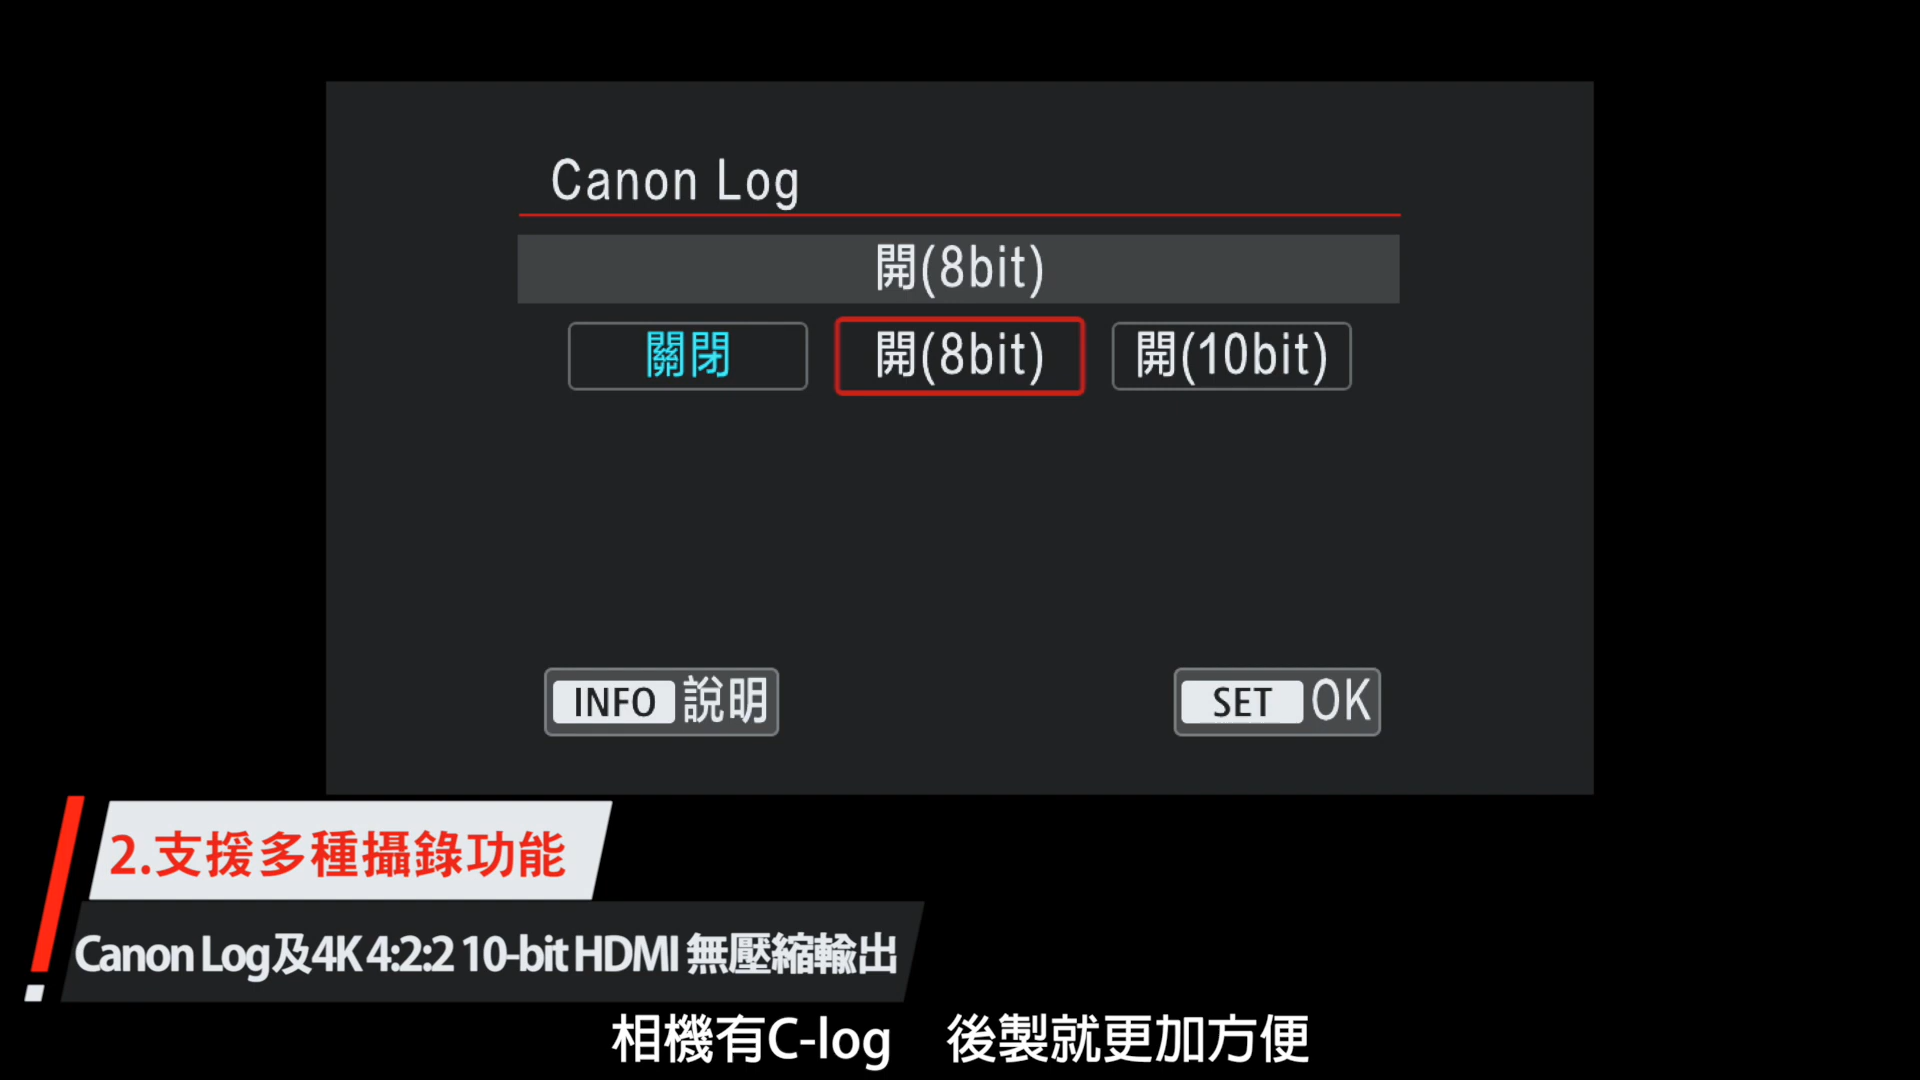 Canon Log
開(8bit)
關閉 開(8bit) 開(10bit)
INFO 說明 SET OK
2.支援多種攝錄功能
Canon Log及4K 4:2:2 10-bit HDMI 無壓縮輸出
相機有C-log 後製就更加方便